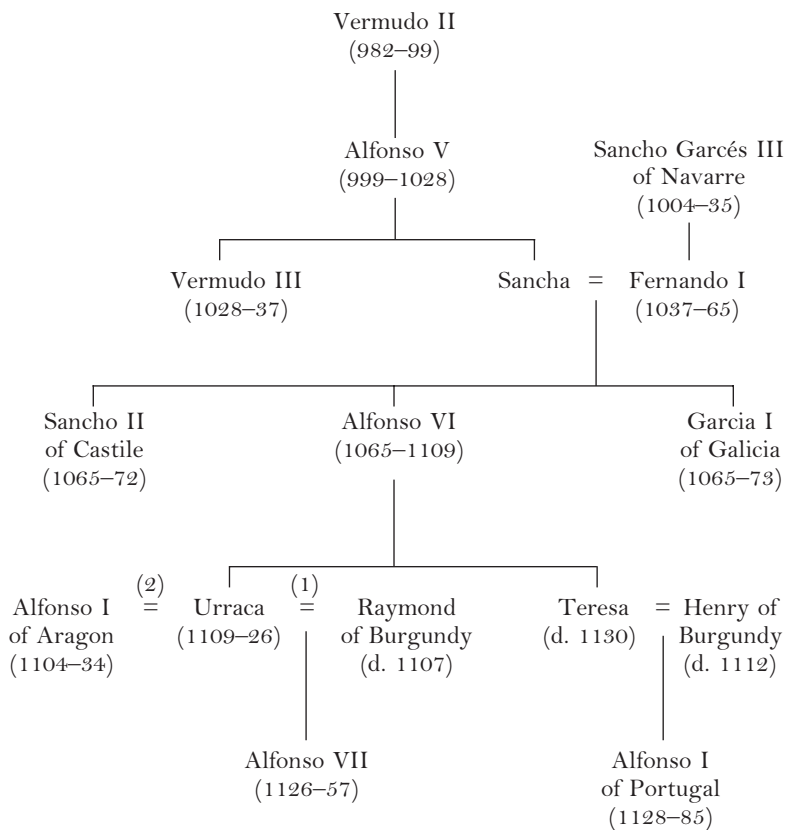 Vermudo II
(982–99)
Alfonso V
(999–1028)
Sancho Garcés III
of Navarre
(1004–35)
Vermudo III
(1028–37)
Sancha = Fernando I
(1037–65)
Sancho II
of Castile
(1065–72)
Alfonso VI
(1065–1109)
Garcia I
of Galicia
(1065–73)
Alfonso I
of Aragon
(1104–34)
(2)
=
Urraca
(1109–26)
(1)
=
Raymond
of Burgundy
(d. 1107)
Teresa
(d. 1130)
=
Henry of
Burgundy
(d. 1112)
Alfonso VII
(1126–57)
Alfonso I
of Portugal
(1128–85)